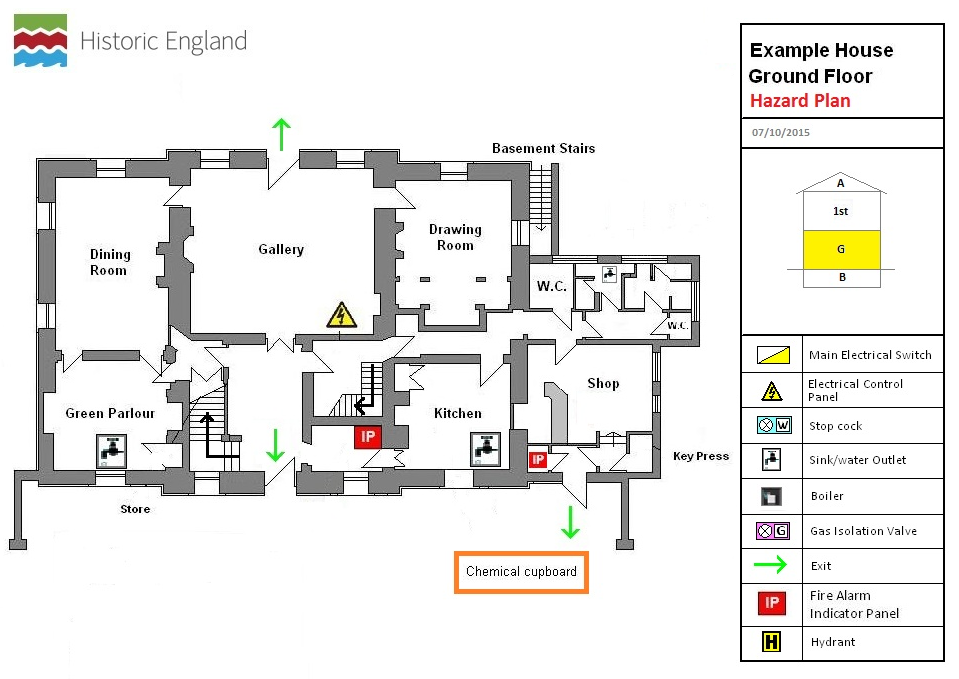 Historic England
Example House
Ground Floor
Hazard Plan
07/10/2015
A
1st
G
B
Basement Stairs
Dining
Room
Gallery
Drawing
Room
W.C.
W.C.
Green Parlour
Kitchen
Shop
IP
IP
Key Press
Store
Chemical cupboard
Main Electrical Switch
Electrical Control
Panel
W
Stop cock
Sink/water Outlet
Boiler
G
Gas Isolation Valve
Exit
IP
Fire Alarm
Indicator Panel
H
Hydrant